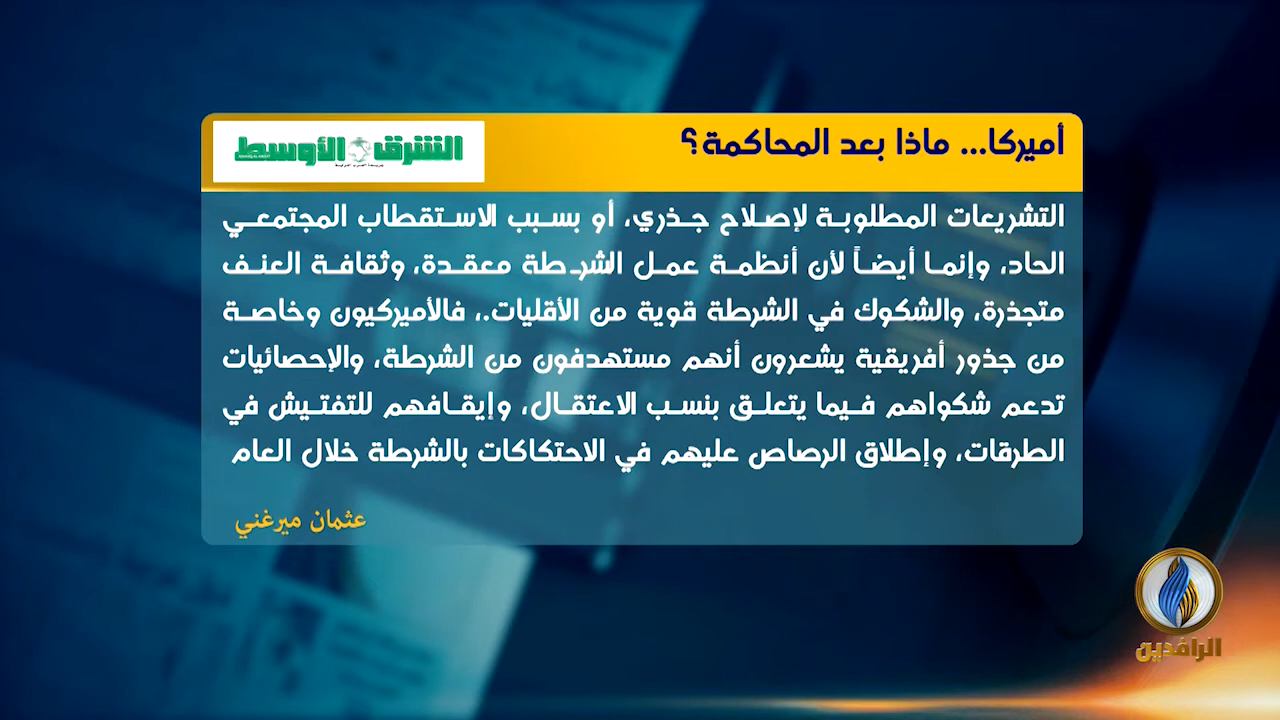 أميركا... ماذا بعد المحاكمة؟
الشرق الأوسط
التشريعات المطلوبة لإصلاح جذري، أو بسبب الاستقطاب المجتمعي
الحاد، وإنما أيضاً لأن أنظمة عمل الشرطة معقدة، وثقافة العنف
متجذرة، والشكوك في الشرطة قوية من الأقليات.، فالأميركيون وخاصة
من جذور أفريقية يشعرون أنهم مستهدفون من الشرطة، والإحصائيات
تدعم شكواهم فيما يتعلق بنسب الاعتقال، وإيقافهم للتفتيش في
الطرقات، وإطلاق الرصاص عليهم في الاحتكاكات بالشرطة خلال العام
عثمان ميرغني
الرافدين